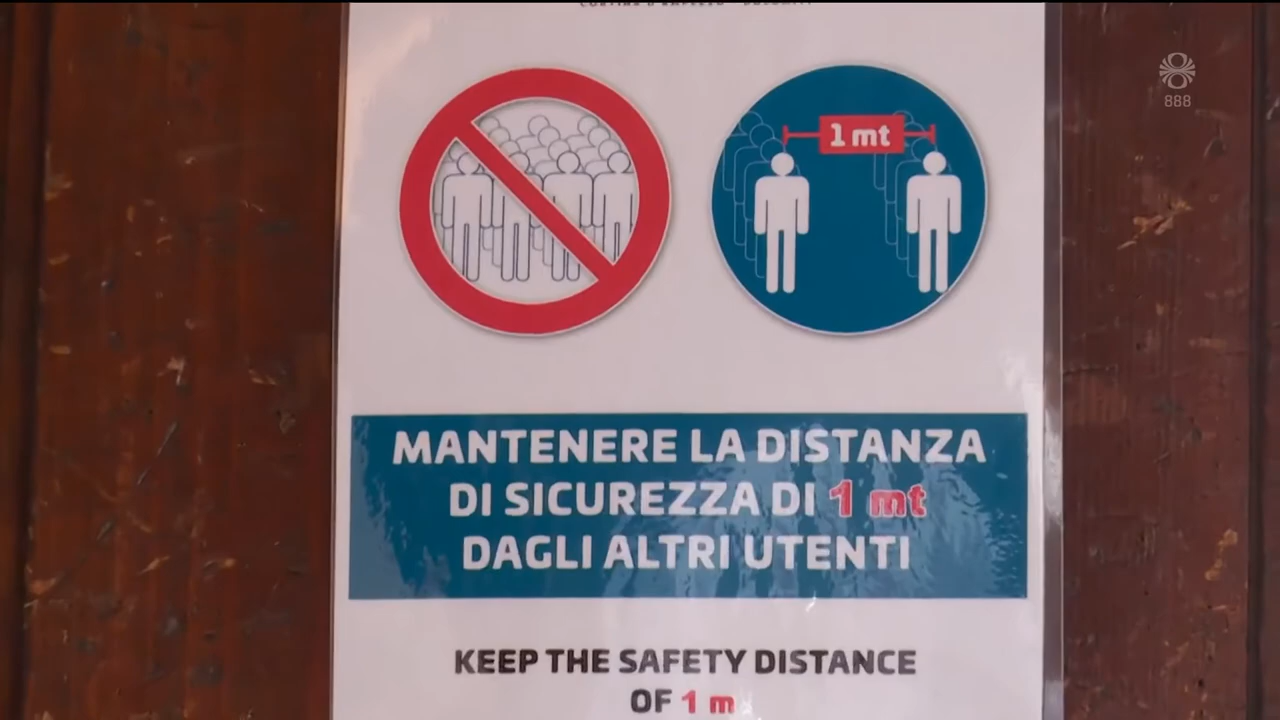 888
1 mt
MANTENERE LA DISTANZA
DI SICUREZZA DI 1 mt
DAGLI ALTRI UTENTI
KEEP THE SAFETY DISTANCE
OF 1 m